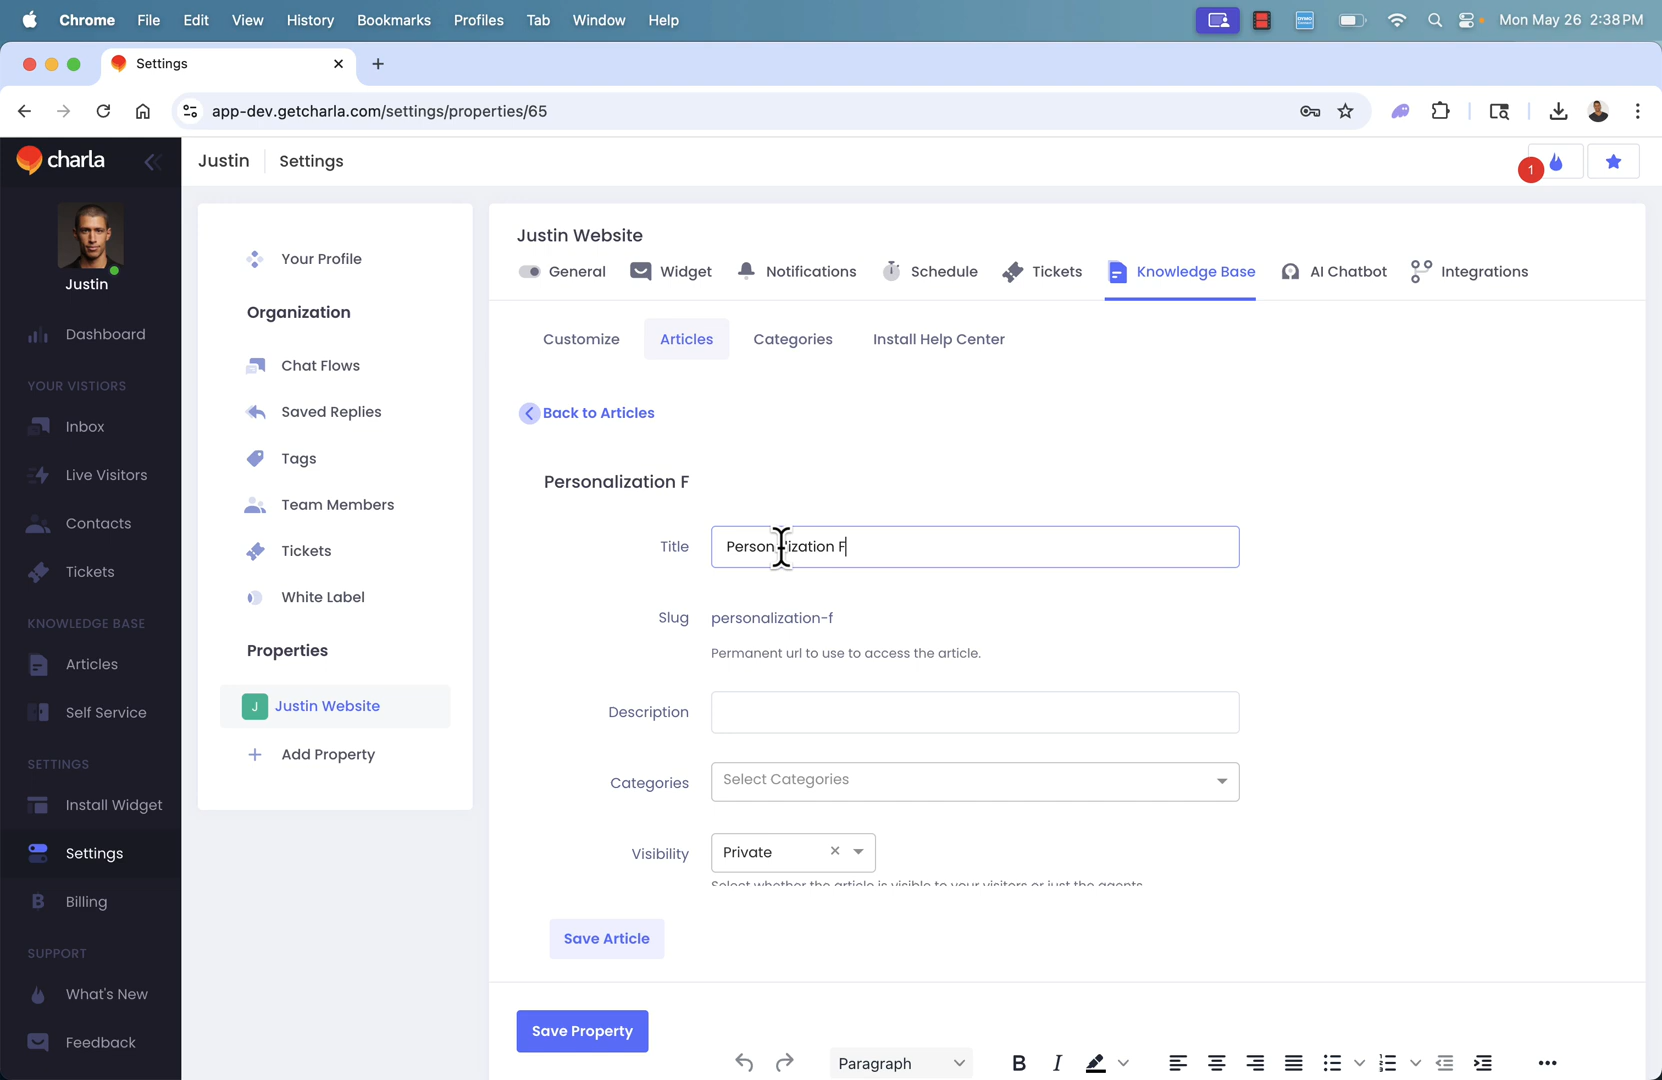 Chrome File Edit View History Bookmarks Profiles Tab Window Help Mon May 26 2:38 PM
Settings
app-dev.getcharla.com/settings/properties/65
charla
Justin Settings
1
Justin
Dashboard
YOUR VISTIORS
Inbox
Live Visitors
Contacts
Tickets
KNOWLEDGE BASE
Articles
Self Service
SETTINGS
Install Widget
Settings
Billing
SUPPORT
What's New
Feedback
Your Profile
Organization
Chat Flows
Saved Replies
Tags
Team Members
Tickets
White Label
Properties
J Justin Website
Add Property
Justin Website
General Widget Notifications Schedule Tickets Knowledge Base AI Chatbot Integrations
Customize Articles Categories Install Help Center
Back to Articles
Personalization F
Title Personalization F
Slug personalization-f
Permanent url to use to access the article.
Description
Categories Select Categories
Visibility Private
Select whether the article is visible to your visitors or just the agents
Save Article
Save Property
Paragraph B I